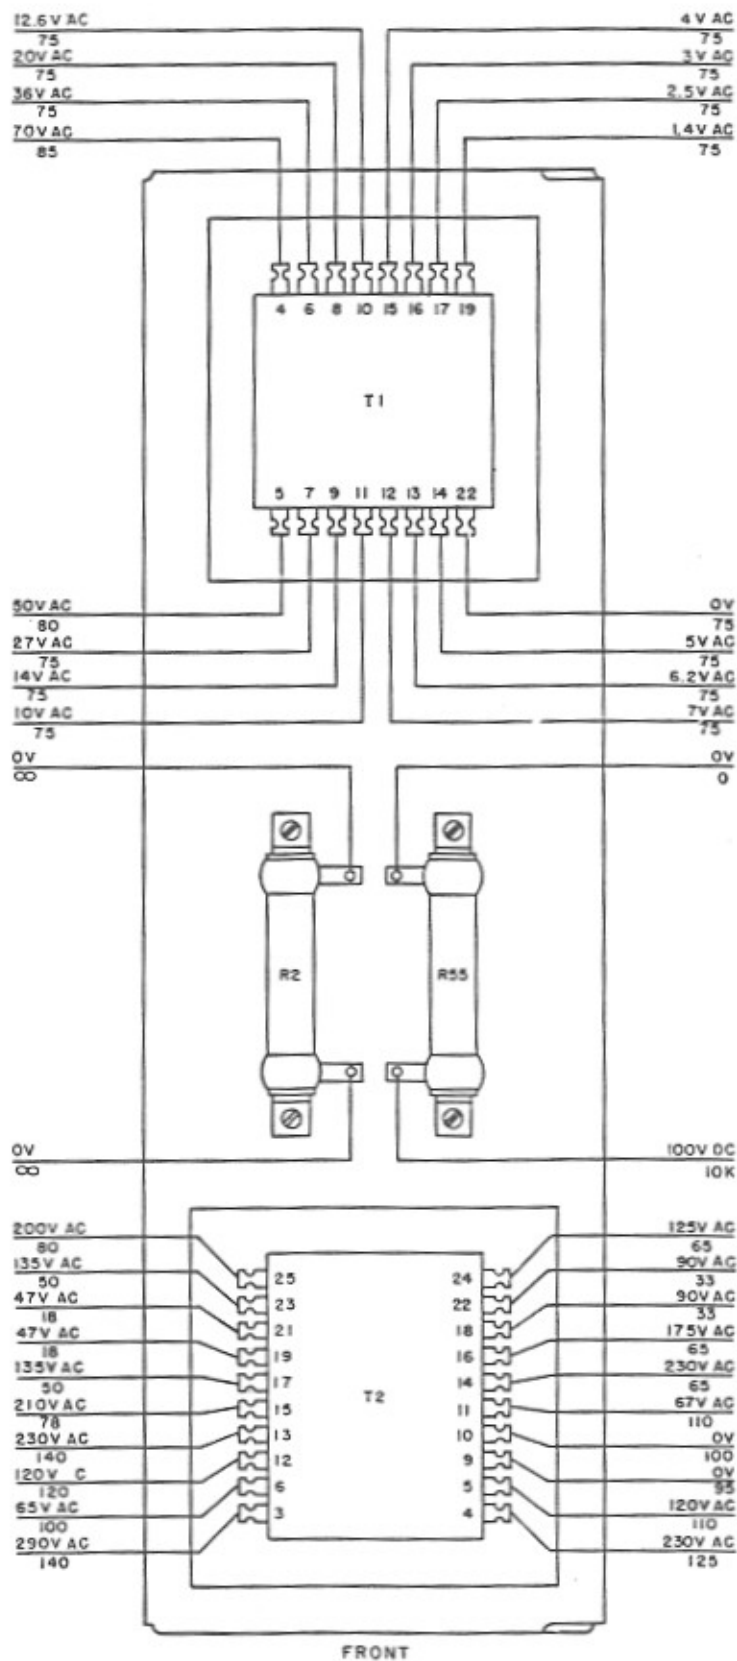 12.6V AC
75
20V AC
75
36V AC
75
70V AC
85
4V AC
75
3V AC
75
2.5V AC
75
1.4V AC
75
4 6 8 10 15 16 17 19
T1
5 7 9 11 12 13 14 22
50V AC
80
27V AC
75
14V AC
75
10V AC
75
0V
75
5V AC
75
6.2V AC
75
7V AC
75
0V
∞
0V
0
R2
R55
0V
∞
100V DC
10K
200V AC
80
135V AC
50
47V AC
18
47V AC
18
135V AC
50
210V AC
78
230V AC
140
120V C
120
65V AC
100
290V AC
140
25 24
23 22
21 18
19 16
17 14
T2
15 11
13 10
12 9
6 5
3 4
125V AC
65
90V AC
33
90V AC
33
175V AC
65
230V AC
65
67V AC
110
0V
100
0V
95
120V AC
110
230V AC
125
FRONT